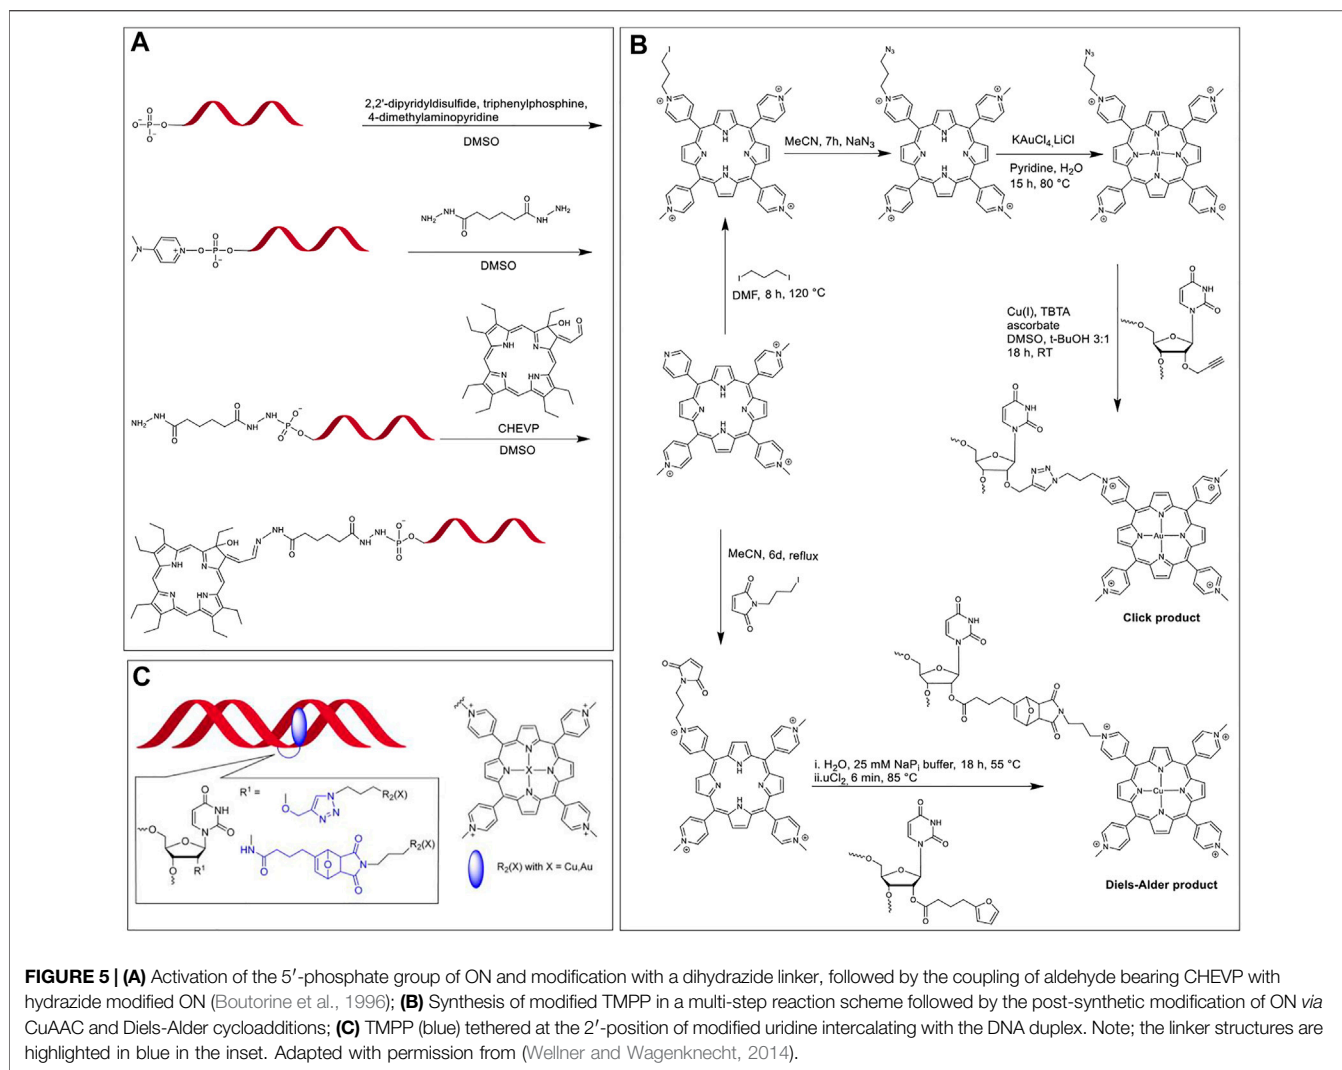 A
2,2'-dipyridyldisulfide, triphenylphosphine,
4-dimethylaminopyridine
DMSO
DMSO
CHEVP
DMSO
B
MeCN, 7h, NaN3
KAuCl4,LiCl
Pyridine, H2O
15 h, 80 °C
DMF, 8 h, 120 °C
Cu(I), TBTA
ascorbate
DMSO, t-BuOH 3:1
18 h, RT
Click product
MeCN, 6d, reflux
i. H2O, 25 mM NaPi buffer, 18 h, 55 °C
ii.uCl2, 6 min, 85 °C
Diels-Alder product
C
R1 =
R2(X)
R2(X)
R1
R2(X) with X = Cu,Au
FIGURE 5 | (A) Activation of the 5′-phosphate group of ON and modification with a dihydrazide linker, followed by the coupling of aldehyde bearing CHEVP with
hydrazide modified ON (Boutorine et al., 1996); (B) Synthesis of modified TMPP in a multi-step reaction scheme followed by the post-synthetic modification of ON via
CuAAC and Diels-Alder cycloadditions; (C) TMPP (blue) tethered at the 2′-position of modified uridine intercalating with the DNA duplex. Note; the linker structures are
highlighted in blue in the inset. Adapted with permission from (Wellner and Wagenknecht, 2014).